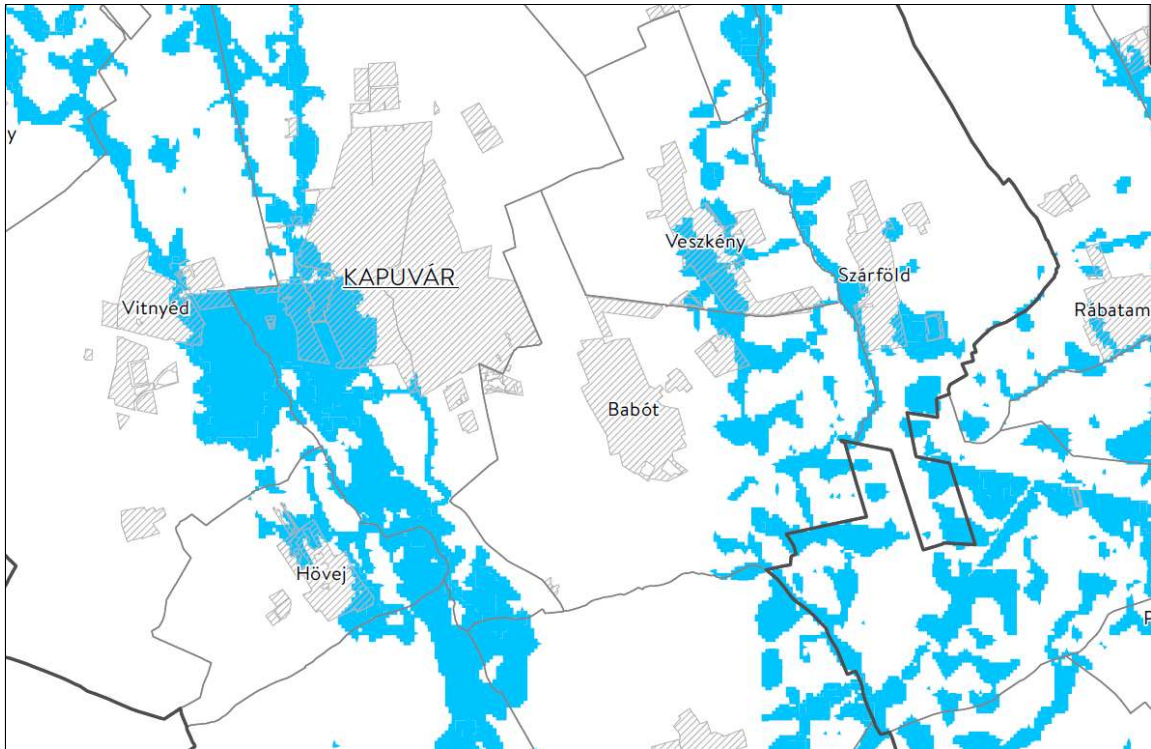 y
Veszkény
KAPUVÁR
Szárföld
Vitnyéd
Rábatam
Babót
Hövej
P